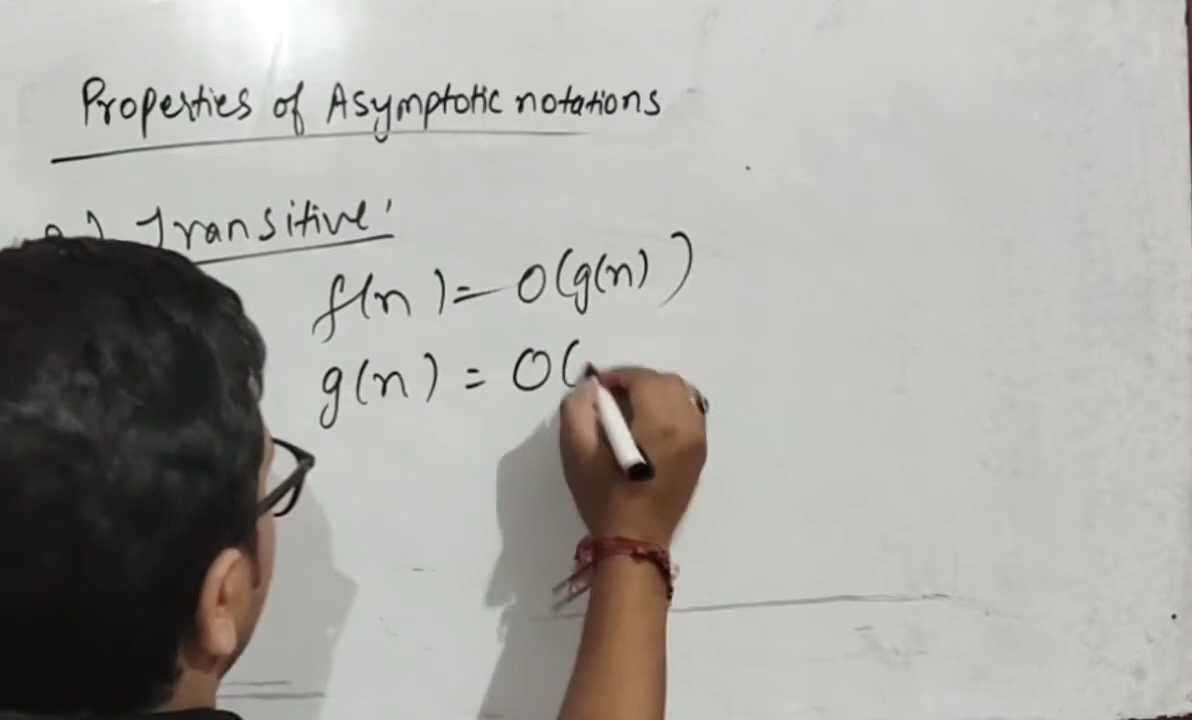 Properties of Asymptotic notations
Transitive
f(n) = O(g(n))
g(n) = O(